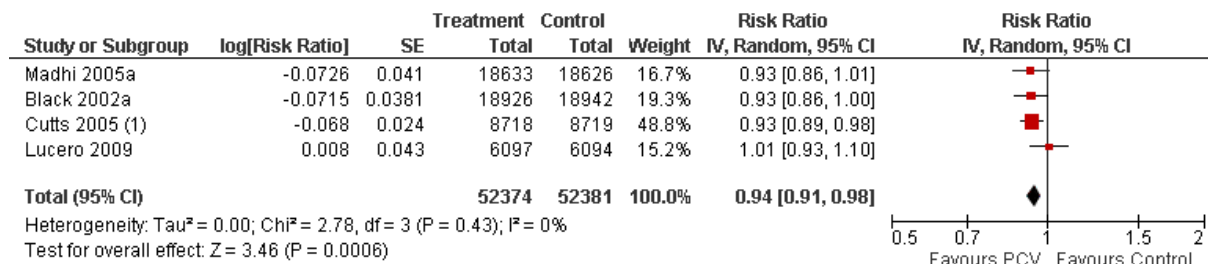 Treatment Control Risk Ratio Risk Ratio
Study or Subgroup log[Risk Ratio] SE Total Total Weight IV, Random, 95% CI IV, Random, 95% CI
Madhi 2005a -0.0726 0.041 18633 18626 16.7% 0.93 [0.86, 1.01]
Black 2002a -0.0715 0.0381 18926 18942 19.3% 0.93 [0.86, 1.00]
Cutts 2005 (1) -0.068 0.024 8718 8719 48.8% 0.93 [0.89, 0.98]
Lucero 2009 0.008 0.043 6097 6094 15.2% 1.01 [0.93, 1.10]
Total (95% CI) 52374 52381 100.0% 0.94 [0.91, 0.98]
Heterogeneity: Tau² = 0.00; Chi² = 2.78, df = 3 (P = 0.43); I² = 0%
Test for overall effect: Z = 3.46 (P = 0.0006)
0.5 0.7 1 1.5 2
Favours PCV Favours Control